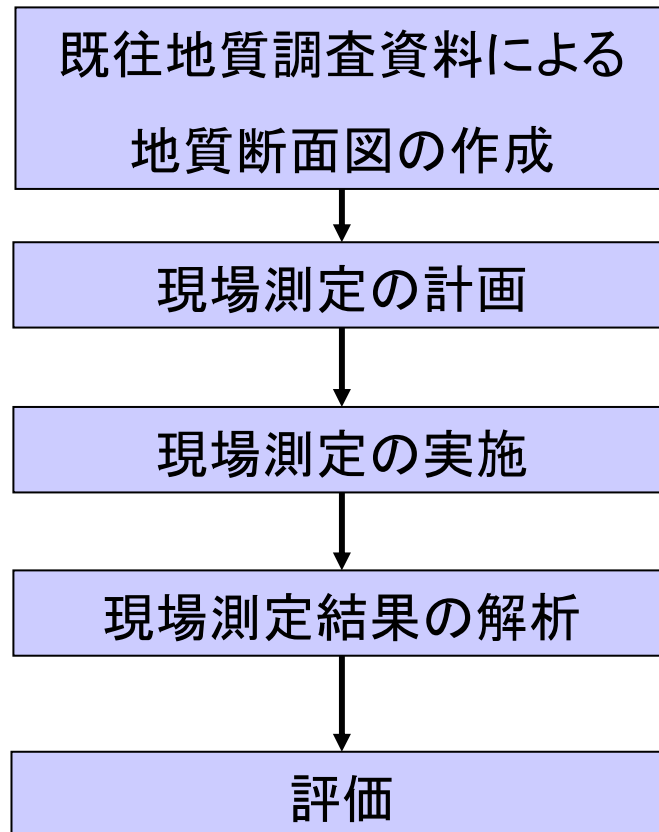 既往地質調査資料による
地質断面図の作成
現場測定の計画
現場測定の実施
現場測定結果の解析
評価